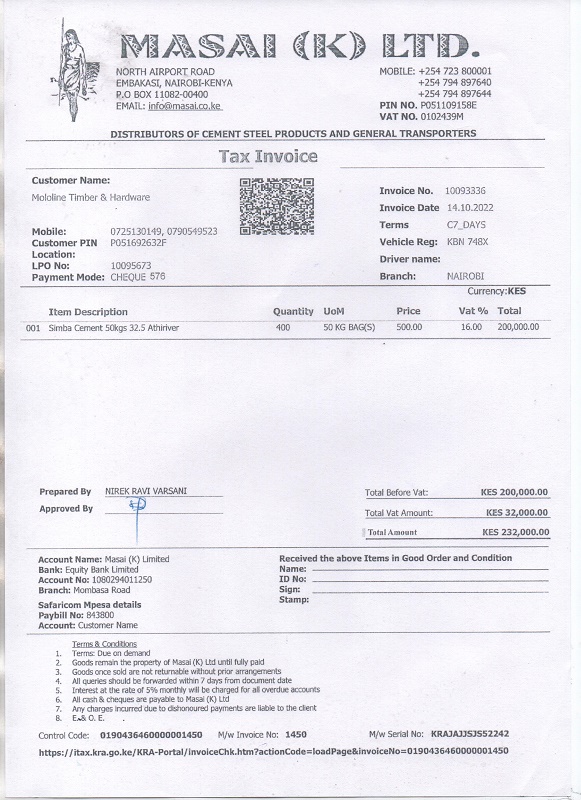 MASAI (K) LTD.
NORTH AIRPORT ROAD
EMBAKASI, NAIROBI-KENYA
P.O BOX 11082-00400
EMAIL: info@masai.co.ke
MOBILE: +254 723 800001
+254 794 897640
+254 794 897644
PIN NO. P051109158E
VAT NO. 0102439M
DISTRIBUTORS OF CEMENT STEEL PRODUCTS AND GENERAL TRANSPORTERS
Tax Invoice
Customer Name:
Mololine Timber & Hardware
Mobile: 0725130149, 0790549523
Customer PIN P051692632F
Location:
LPO No: 10095673
Payment Mode: CHEQUE 576
Invoice No. 10093336
Invoice Date 14.10.2022
Terms C7_DAYS
Vehicle Reg: KBN 748X
Driver name:
Branch: NAIROBI
Currency:KES
Item Description Quantity UoM Price Vat % Total
001 Simba Cement 50kgs 32.5 Athiriver 400 50 KG BAG(S) 500.00 16.00 200,000.00
Prepared By NIREK RAVI VARSANI
Approved By
Total Before Vat: KES 200,000.00
Total Vat Amount: KES 32,000.00
Total Amount KES 232,000.00
Account Name: Masai (K) Limited
Bank: Equity Bank Limited
Account No: 1080294011250
Branch: Mombasa Road
Safaricom Mpesa details
Paybill No: 843800
Account: Customer Name
Received the above Items in Good Order and Condition
Name:
ID No:
Sign:
Stamp:
Terms & Conditions
1. Terms: Due on demand
2. Goods remain the property of Masai (K) Ltd until fully paid
3. Goods once sold are not returnable without prior arrangements
4. All queries should be forwarded within 7 days from document date
5. Interest at the rate of 5% monthly will be charged for all overdue accounts
6. All cash & cheques are payable to Masai (K) Ltd
7. Any charges incurred due to dishonoured payments are liable to the client
8. E& O. E.
Control Code: 0190436460000001450 M/w Invoice No: 1450 M/w Serial No: KRAJAJJSJS52242
https://itax.kra.go.ke/KRA-Portal/invoiceChk.htm?actionCode=loadPage&invoiceNo=0190436460000001450